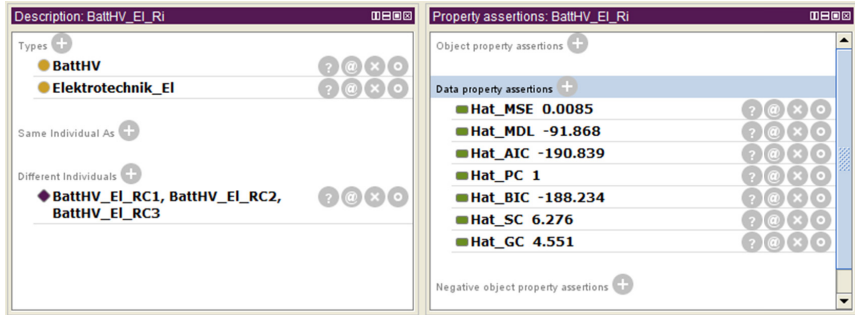 Description: BattHV_El_Ri
Types
BattHV
Elektrotechnik_El
Same Individual As
Different Individuals
BattHV_El_RC1, BattHV_El_RC2,
BattHV_El_RC3
Property assertions: BattHV_El_Ri
Object property assertions
Data property assertions
Hat_MSE 0.0085
Hat_MDL -91.868
Hat_AIC -190.839
Hat_PC 1
Hat_BIC -188.234
Hat_SC 6.276
Hat_GC 4.551
Negative object property assertions